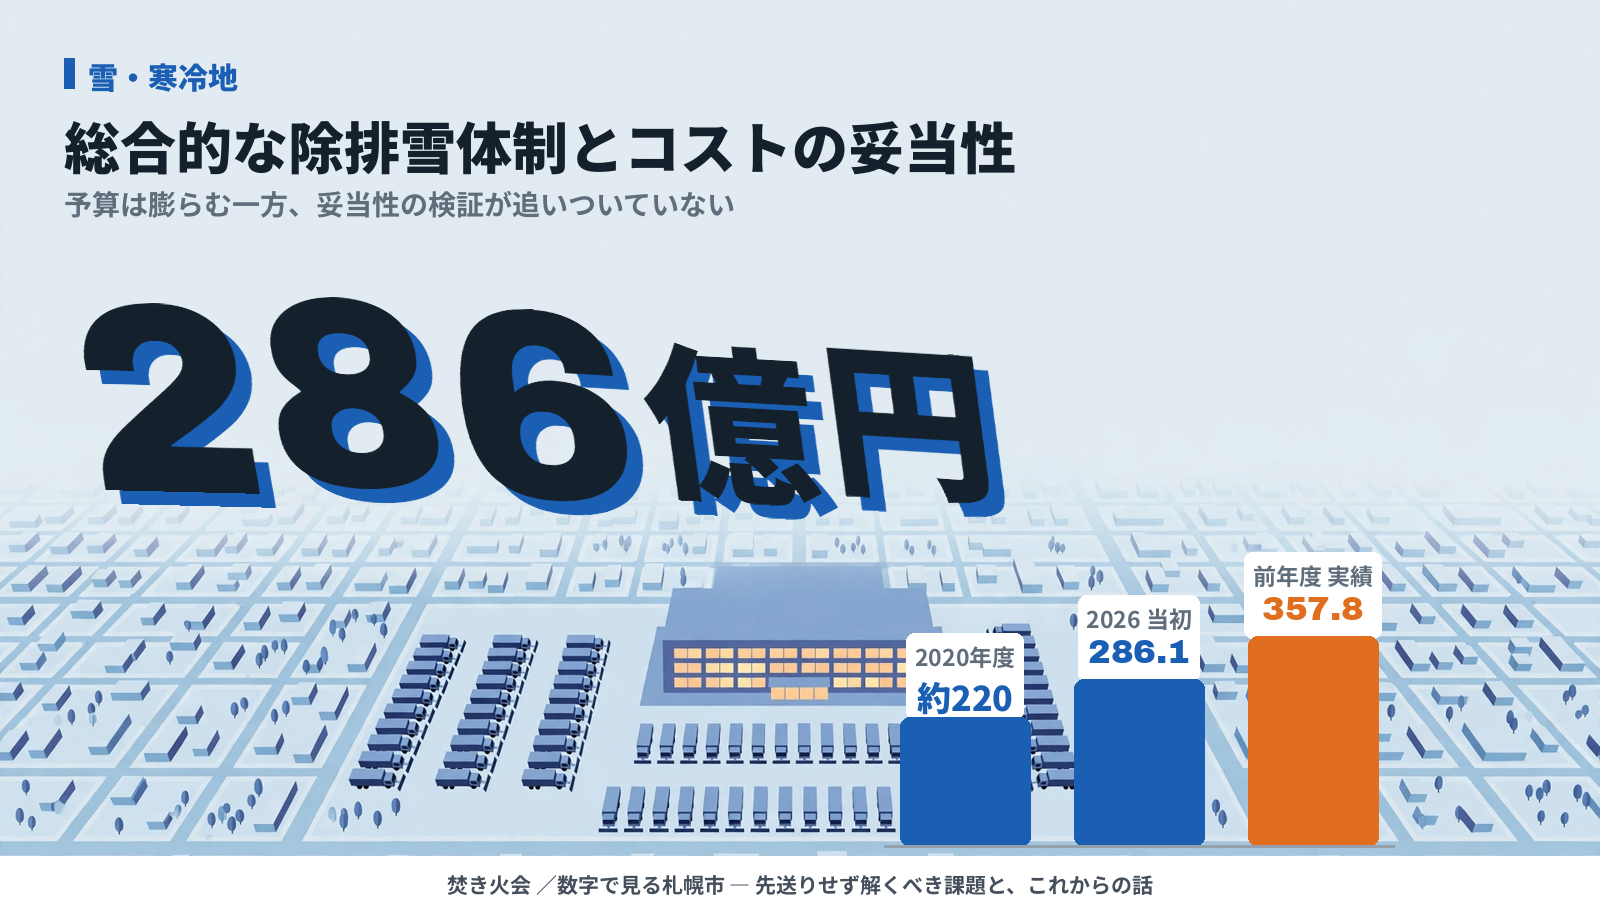 雪・寒冷地
総合的な除排雪体制とコストの妥当性
予算は膨らむ一方、妥当性の検証が追いついていない
286億円
2020年度
約220
2026 当初
286.1
前年度 実績
357.8
焚き火会 ／数字で見る札幌市 — 先送りせず解くべき課題と、これからの話